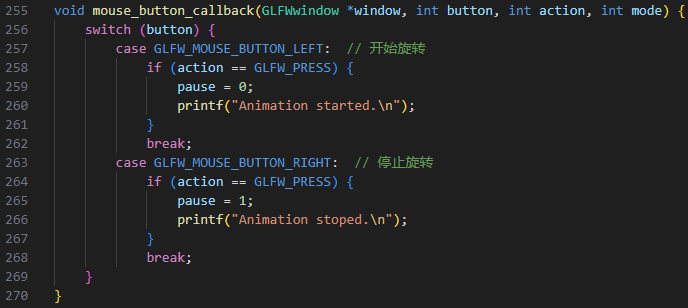 255 void mouse_button_callback(GLFWwindow *window, int button, int action, int mode) {
256     switch (button) {
257         case GLFW_MOUSE_BUTTON_LEFT:  // 开始旋转
258             if (action == GLFW_PRESS) {
259                 pause = 0;
260                 printf("Animation started.\n");
261             }
262             break;
263         case GLFW_MOUSE_BUTTON_RIGHT:  // 停止旋转
264             if (action == GLFW_PRESS) {
265                 pause = 1;
266                 printf("Animation stoped.\n");
267             }
268             break;
269     }
270 }